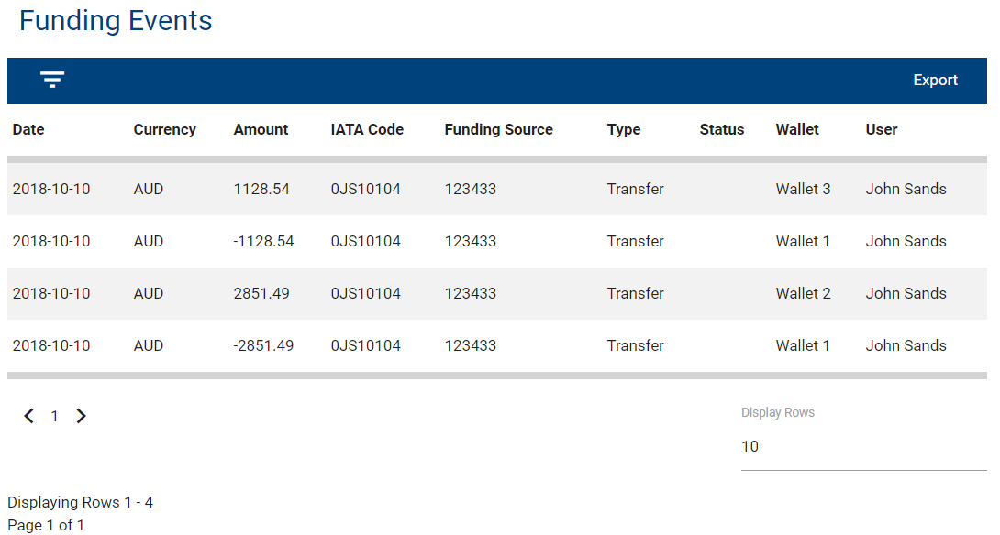 Funding Events
Export
Date Currency Amount IATA Code Funding Source Type Status Wallet User
2018-10-10 AUD 1128.54 0JS10104 123433 Transfer Wallet 3 John Sands
2018-10-10 AUD -1128.54 0JS10104 123433 Transfer Wallet 1 John Sands
2018-10-10 AUD 2851.49 0JS10104 123433 Transfer Wallet 2 John Sands
2018-10-10 AUD -2851.49 0JS10104 123433 Transfer Wallet 1 John Sands
1
Display Rows
10
Displaying Rows 1 - 4
Page 1 of 1